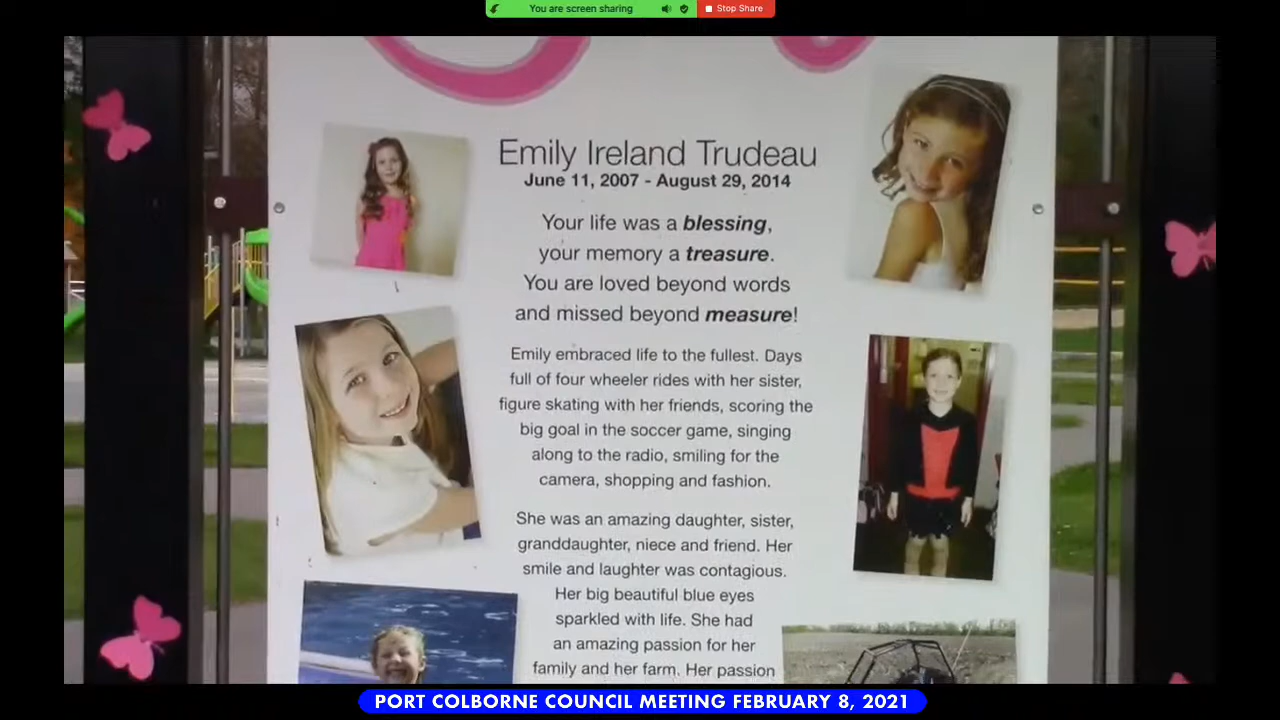 You are screen sharing
Stop Share
Emily Ireland Trudeau
June 11, 2007 - August 29, 2014
Your life was a blessing,
your memory a treasure.
You are loved beyond words
and missed beyond measure!
Emily embraced life to the fullest. Days
full of four wheeler rides with her sister,
figure skating with her friends, scoring the
big goal in the soccer game, singing
along to the radio, smiling for the
camera, shopping and fashion.
She was an amazing daughter, sister,
granddaughter, niece and friend. Her
smile and laughter was contagious.
Her big beautiful blue eyes
sparkled with life. She had
an amazing passion for her
family and her farm. Her passion
PORT COLBORNE COUNCIL MEETING FEBRUARY 8, 2021